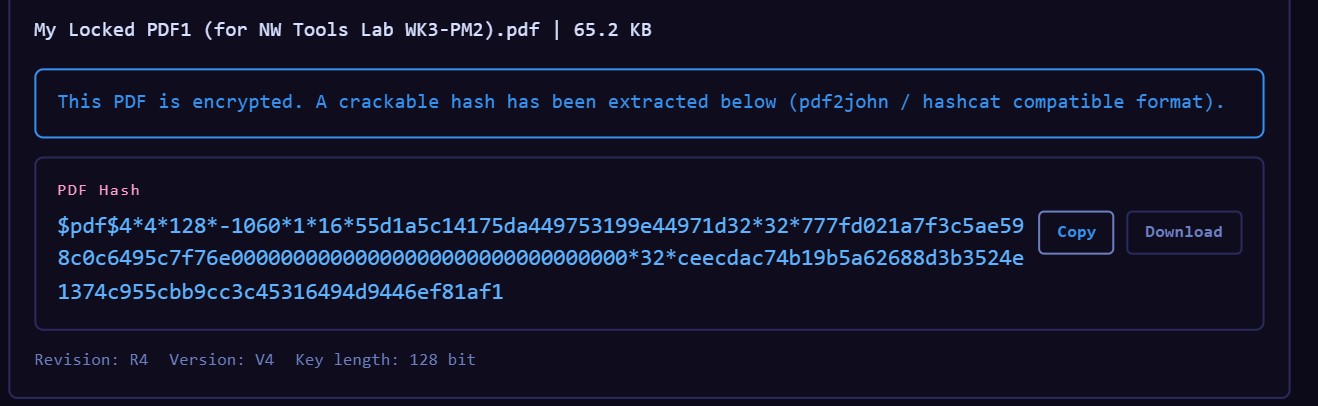 My Locked PDF1 (for NW Tools Lab WK3-PM2).pdf | 65.2 KB
This PDF is encrypted. A crackable hash has been extracted below (pdf2john / hashcat compatible format).
PDF Hash
$pdf$4*4*128*-1060*1*16*55d1a5c14175da449753199e44971d32*32*777fd021a7f3c5ae59
8c0c6495c7f76e00000000000000000000000000000000*32*ceecdac74b19b5a62688d3b3524e
1374c955cbb9cc3c45316494d9446ef81af1
Copy
Download
Revision: R4 Version: V4 Key length: 128 bit